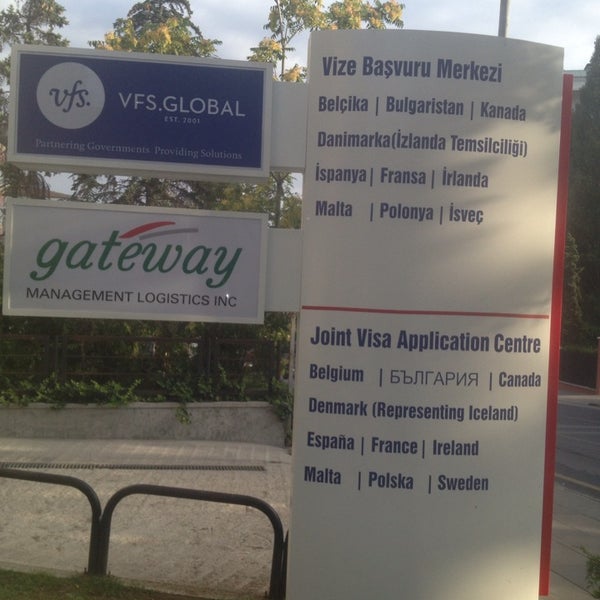 vfs.
VFS.GLOBAL
EST. 2001
Partnering Governments Providing Solutions
gateway
MANAGEMENT LOGISTICS INC
Vize Başvuru Merkezi
Belçika | Bulgaristan | Kanada
Danimarka(İzlanda Temsilciliği)
İspanya | Fransa | İrlanda
Malta | Polonya | İsveç
Joint Visa Application Centre
Belgium | БЪЛГАРИЯ | Canada
Denmark (Representing Iceland)
España | France | Ireland
Malta | Polska | Sweden